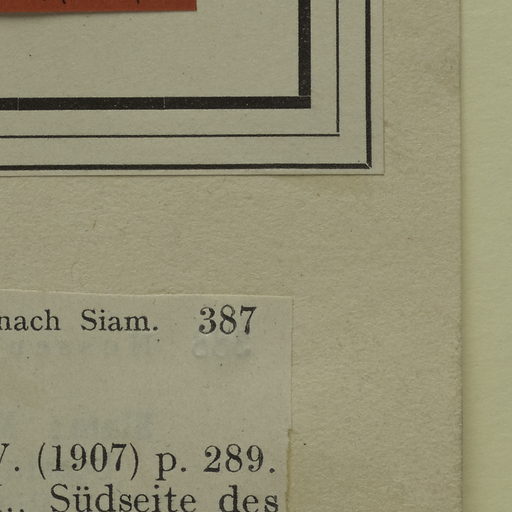 nach Siam. 387
V. (1907) p. 289.
Südseite des